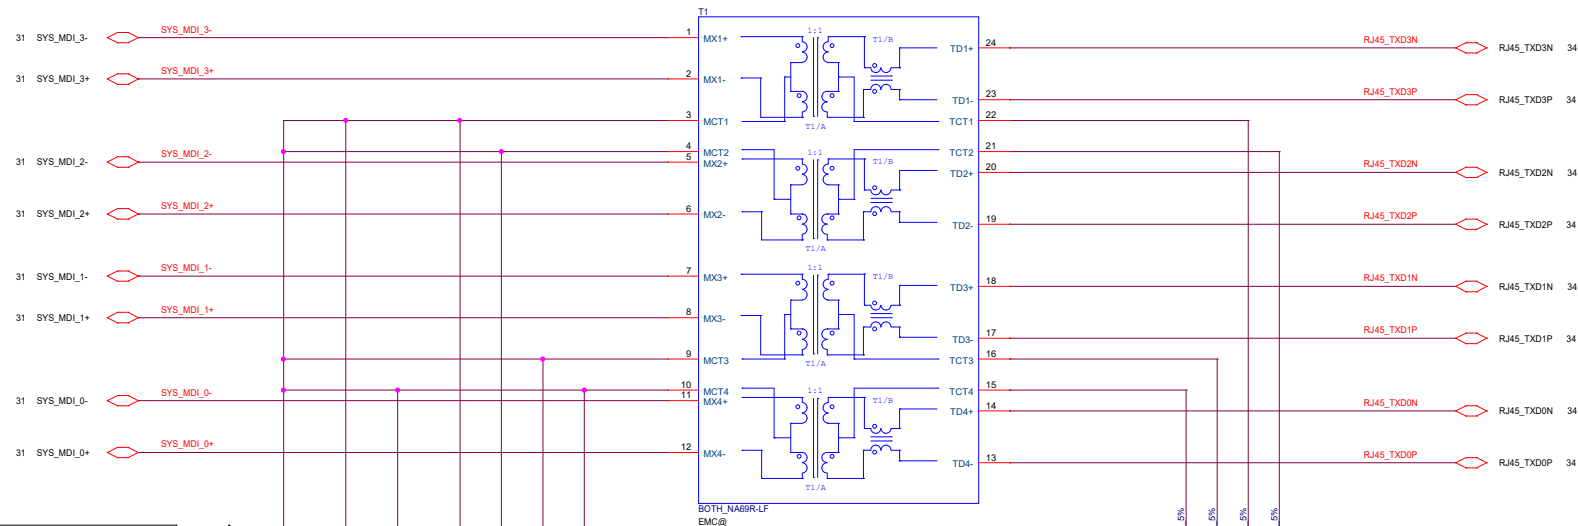 T1
31 SYS_MDI_3- SYS_MDI_3- 1 MX1+ 1:1 T1/B TD1+ 24 RJ45_TXD3N RJ45_TXD3N 34
31 SYS_MDI_3+ SYS_MDI_3+ 2 MX1- TD1- 23 RJ45_TXD3P RJ45_TXD3P 34
3 MCT1 T1/A TCT1 22
4 MCT2 1:1 T1/B TCT2 21
31 SYS_MDI_2- SYS_MDI_2- 5 MX2+ TD2+ 20 RJ45_TXD2N RJ45_TXD2N 34
31 SYS_MDI_2+ SYS_MDI_2+ 6 MX2- TD2- 19 RJ45_TXD2P RJ45_TXD2P 34
T1/A
31 SYS_MDI_1- SYS_MDI_1- 7 MX3+ 1:1 T1/B TD3+ 18 RJ45_TXD1N RJ45_TXD1N 34
31 SYS_MDI_1+ SYS_MDI_1+ 8 MX3- TD3- 17 RJ45_TXD1P RJ45_TXD1P 34
9 MCT3 T1/A TCT3 16
10 MCT4 1:1 T1/B TCT4 15
31 SYS_MDI_0- SYS_MDI_0- 11 MX4+ TD4+ 14 RJ45_TXD0N RJ45_TXD0N 34
31 SYS_MDI_0+ SYS_MDI_0+ 12 MX4- TD4- 13 RJ45_TXD0P RJ45_TXD0P 34
T1/A
BOTH_NA69R-LF
EMC@
5% 5% 5% 5%